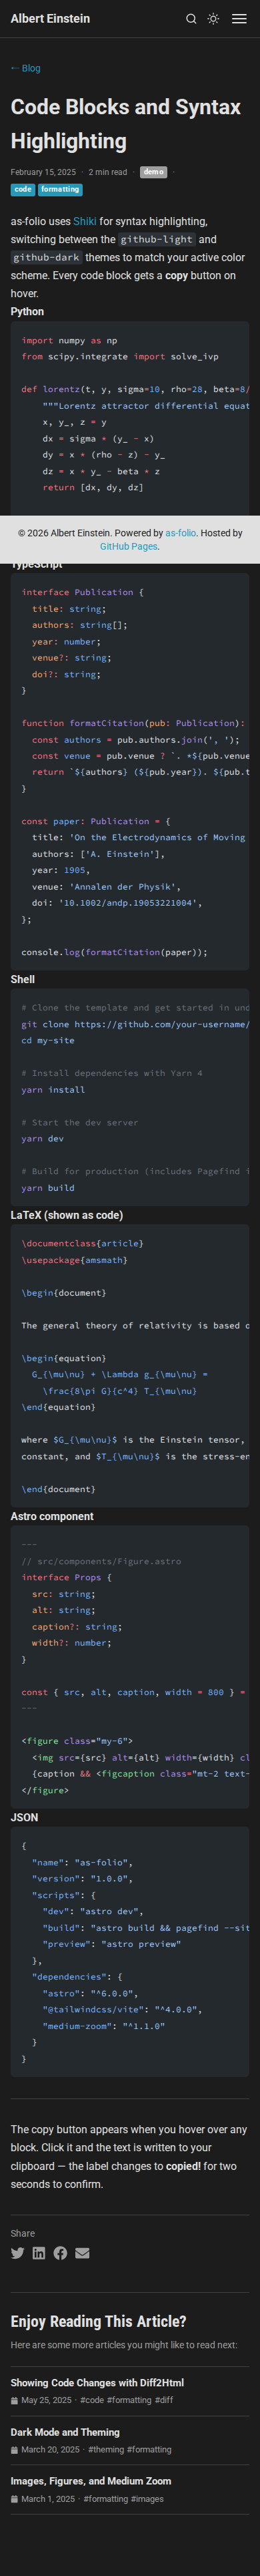 Albert Einstein
← Blog
Code Blocks and Syntax
Highlighting
February 15, 2025 · 2 min read · demo ·
code formatting
as-folio uses Shiki for syntax highlighting,
switching between the github-light and
github-dark themes to match your active color
scheme. Every code block gets a copy button on
hover.
Python
import numpy as np
from scipy.integrate import solve_ivp
def lorentz(t, y, sigma=10, rho=28, beta=8/
"""Lorentz attractor differential equat
x, y_, z = y
dx = sigma * (y_ - x)
dy = x * (rho - z) - y_
dz = x * y_ - beta * z
return [dx, dy, dz]
© 2026 Albert Einstein. Powered by as-folio. Hosted by
GitHub Pages.
TypeScript
interface Publication {
title: string;
authors: string[];
year: number;
venue?: string;
doi?: string;
}
function formatCitation(pub: Publication):
const authors = pub.authors.join(', ');
const venue = pub.venue ? `. *${pub.venue
return `${authors} (${pub.year}). ${pub.t
}
const paper: Publication = {
title: 'On the Electrodynamics of Moving
authors: ['A. Einstein'],
year: 1905,
venue: 'Annalen der Physik',
doi: '10.1002/andp.19053221004',
};
console.log(formatCitation(paper));
Shell
# Clone the template and get started in und
git clone https://github.com/your-username/
cd my-site
# Install dependencies with Yarn 4
yarn install
# Start the dev server
yarn dev
# Build for production (includes Pagefind i
yarn build
LaTeX (shown as code)
\documentclass{article}
\usepackage{amsmath}
\begin{document}
The general theory of relativity is based o
\begin{equation}
G_{\mu\nu} + \Lambda g_{\mu\nu} =
\frac{8\pi G}{c^4} T_{\mu\nu}
\end{equation}
where $G_{\mu\nu}$ is the Einstein tensor,
constant, and $T_{\mu\nu}$ is the stress-en
\end{document}
Astro component
---
// src/components/Figure.astro
interface Props {
src: string;
alt: string;
caption?: string;
width?: number;
}
const { src, alt, caption, width = 800 } =
---
<figure class="my-6">
<img src={src} alt={alt} width={width} cl
{caption && <figcaption class="mt-2 text-
</figure>
JSON
{
"name": "as-folio",
"version": "1.0.0",
"scripts": {
"dev": "astro dev",
"build": "astro build && pagefind --sit
"preview": "astro preview"
},
"dependencies": {
"astro": "^6.0.0",
"@tailwindcss/vite": "^4.0.0",
"medium-zoom": "^1.1.0"
}
}
The copy button appears when you hover over any
block. Click it and the text is written to your
clipboard — the label changes to copied! for two
seconds to confirm.
Share
Enjoy Reading This Article?
Here are some more articles you might like to read next:
Showing Code Changes with Diff2Html
May 25, 2025 · #code #formatting #diff
Dark Mode and Theming
March 20, 2025 · #theming #formatting
Images, Figures, and Medium Zoom
March 1, 2025 · #formatting #images